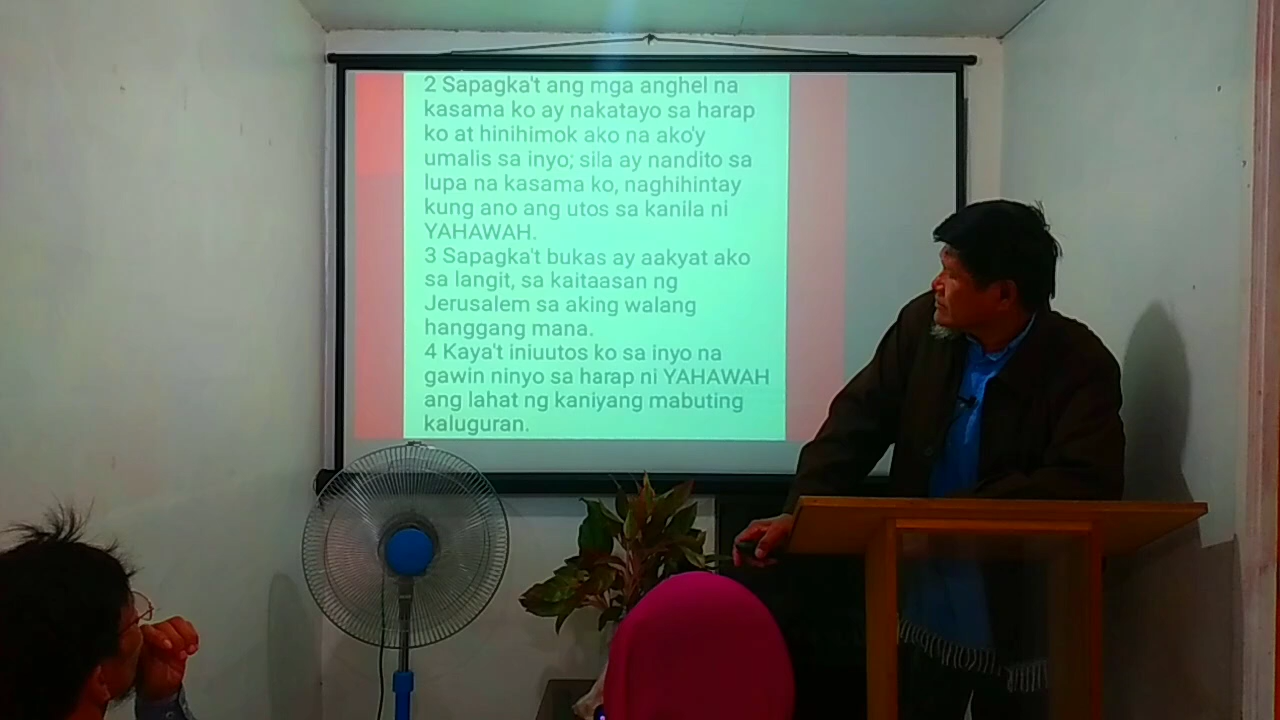 2 Sapagka't ang mga anghel na
kasama ko ay nakatayo sa harap
ko at hinihimok ako na ako'y
umalis sa inyo; sila ay nandito sa
lupa na kasama ko, naghihintay
kung ano ang utos sa kanila ni
YAHAWAH.
3 Sapagka't bukas ay aakyat ako
sa langit, sa kaitaasan ng
Jerusalem sa aking walang
hanggang mana.
4 Kaya't iniuutos ko sa inyo na
gawin ninyo sa harap ni YAHAWAH
ang lahat ng kaniyang mabuting
kaluguran.